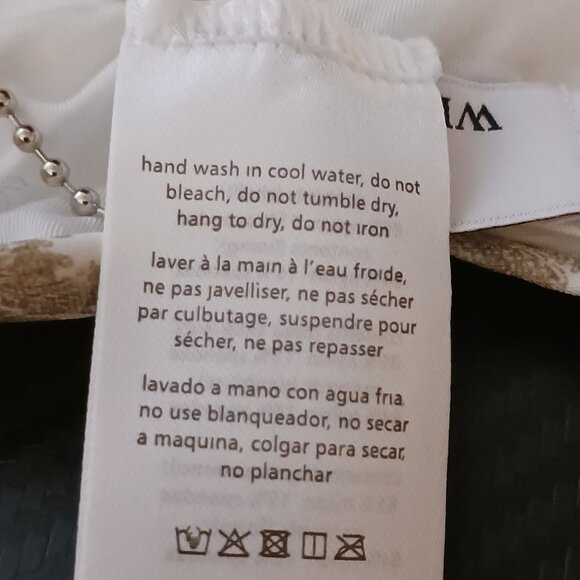 hand wash in cool water, do not
bleach, do not tumble dry,
hang to dry, do not iron
laver à la main à l'eau froide,
ne pas javelliser, ne pas sécher
par culbutage, suspendre pour
sécher, ne pas repasser
lavado a mano con agua fria
no use blanqueador, no secar
a maquina, colgar para secar,
no planchar